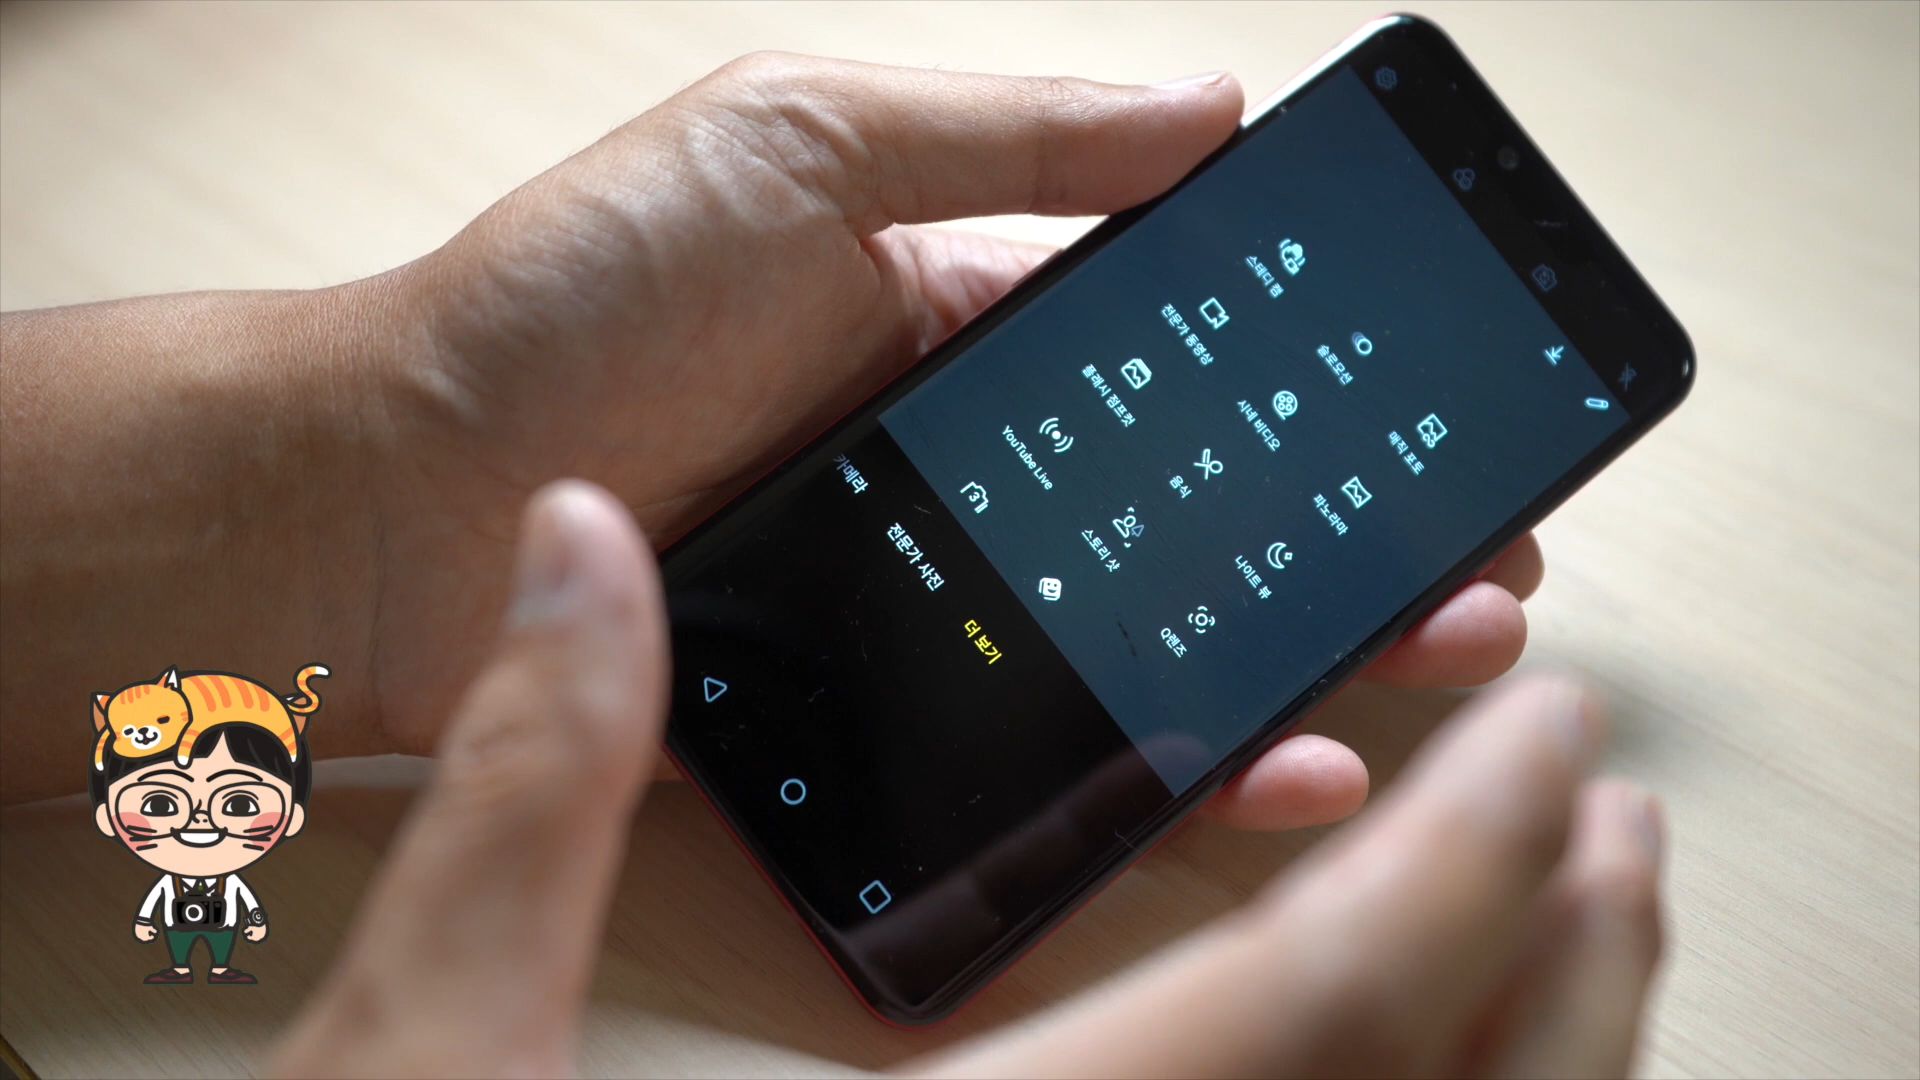 스테디 캠
슬로모션
매직 포토
전문가 동영상
시네 비디오
파노라마
플래시 점프컷
음식
나이트 뷰
YouTube Live
스토리 샷
Q렌즈
3
카메라
전문가 사진
더 보기